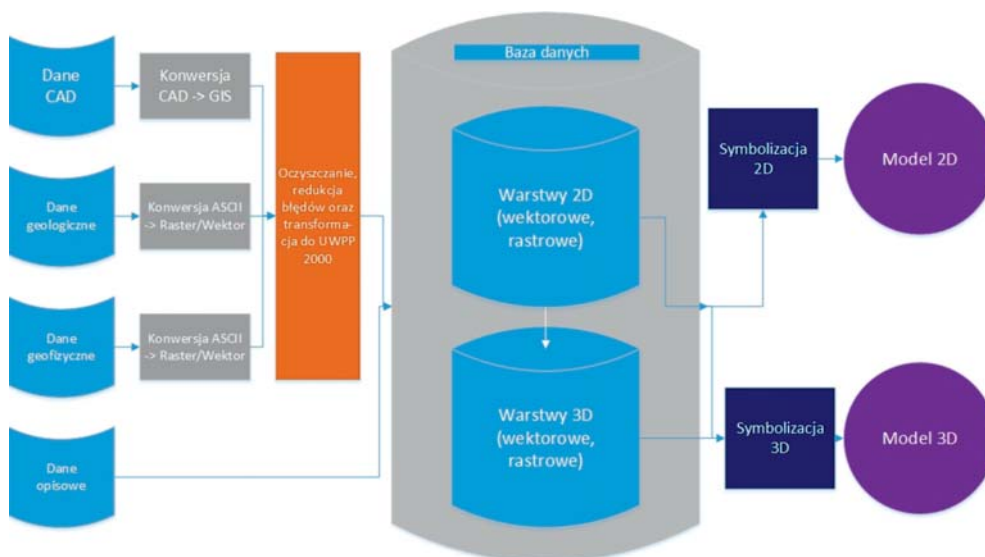 Baza danych
Dane
CAD
Konwersja
CAD -> GIS
Dane
geologiczne
Konwersja ASCII
-> Raster/Wektor
Dane
geofizyczne
Konwersja ASCII
-> Raster/Wektor
Dane
opisowe
Oczyszczanie,
redukcja
błędów oraz
transforma-
cja do UWPP
2000
Warstwy 2D
(wektorowe,
rastrowe)
Warstwy 3D
(wektorowe,
rastrowe)
Symbolizacja
2D
Model 2D
Symbolizacja
3D
Model 3D